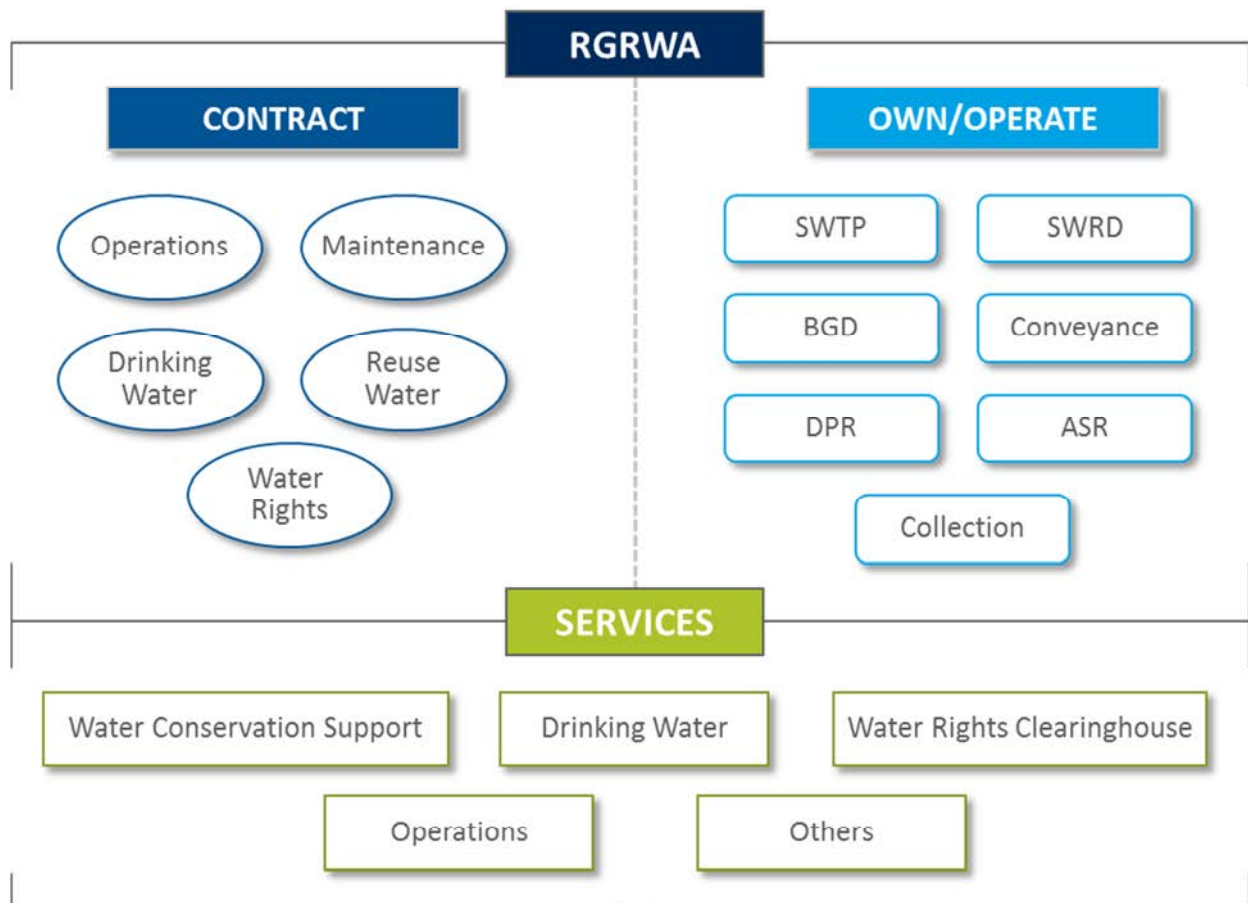 RGRWA
CONTRACT
OWN/OPERATE
Operations
Maintenance
SWTP
SWRD
Drinking
Water
Reuse
Water
BGD
Conveyance
Water
Rights
DPR
ASR
Collection
SERVICES
Water Conservation Support
Drinking Water
Water Rights Clearinghouse
Operations
Others